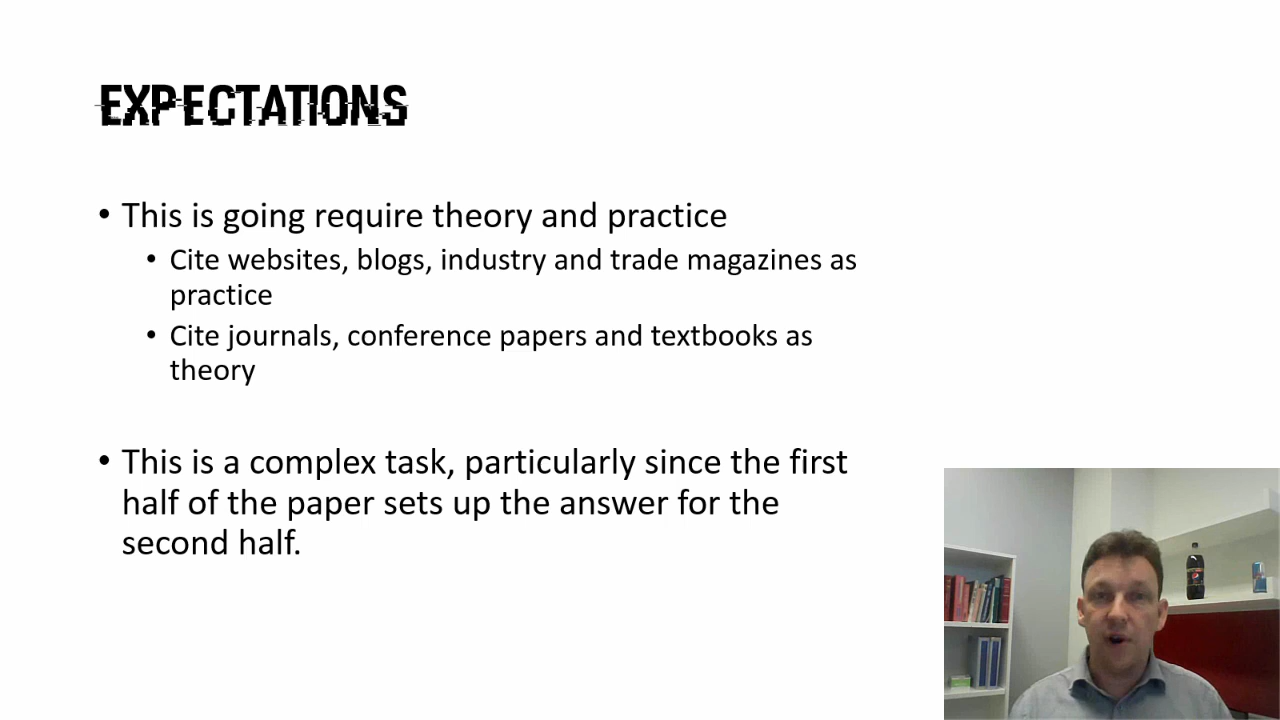 EXPECTATIONS
• This is going require theory and practice
• Cite websites, blogs, industry and trade magazines as
practice
• Cite journals, conference papers and textbooks as
theory
• This is a complex task, particularly since the first
half of the paper sets up the answer for the
second half.